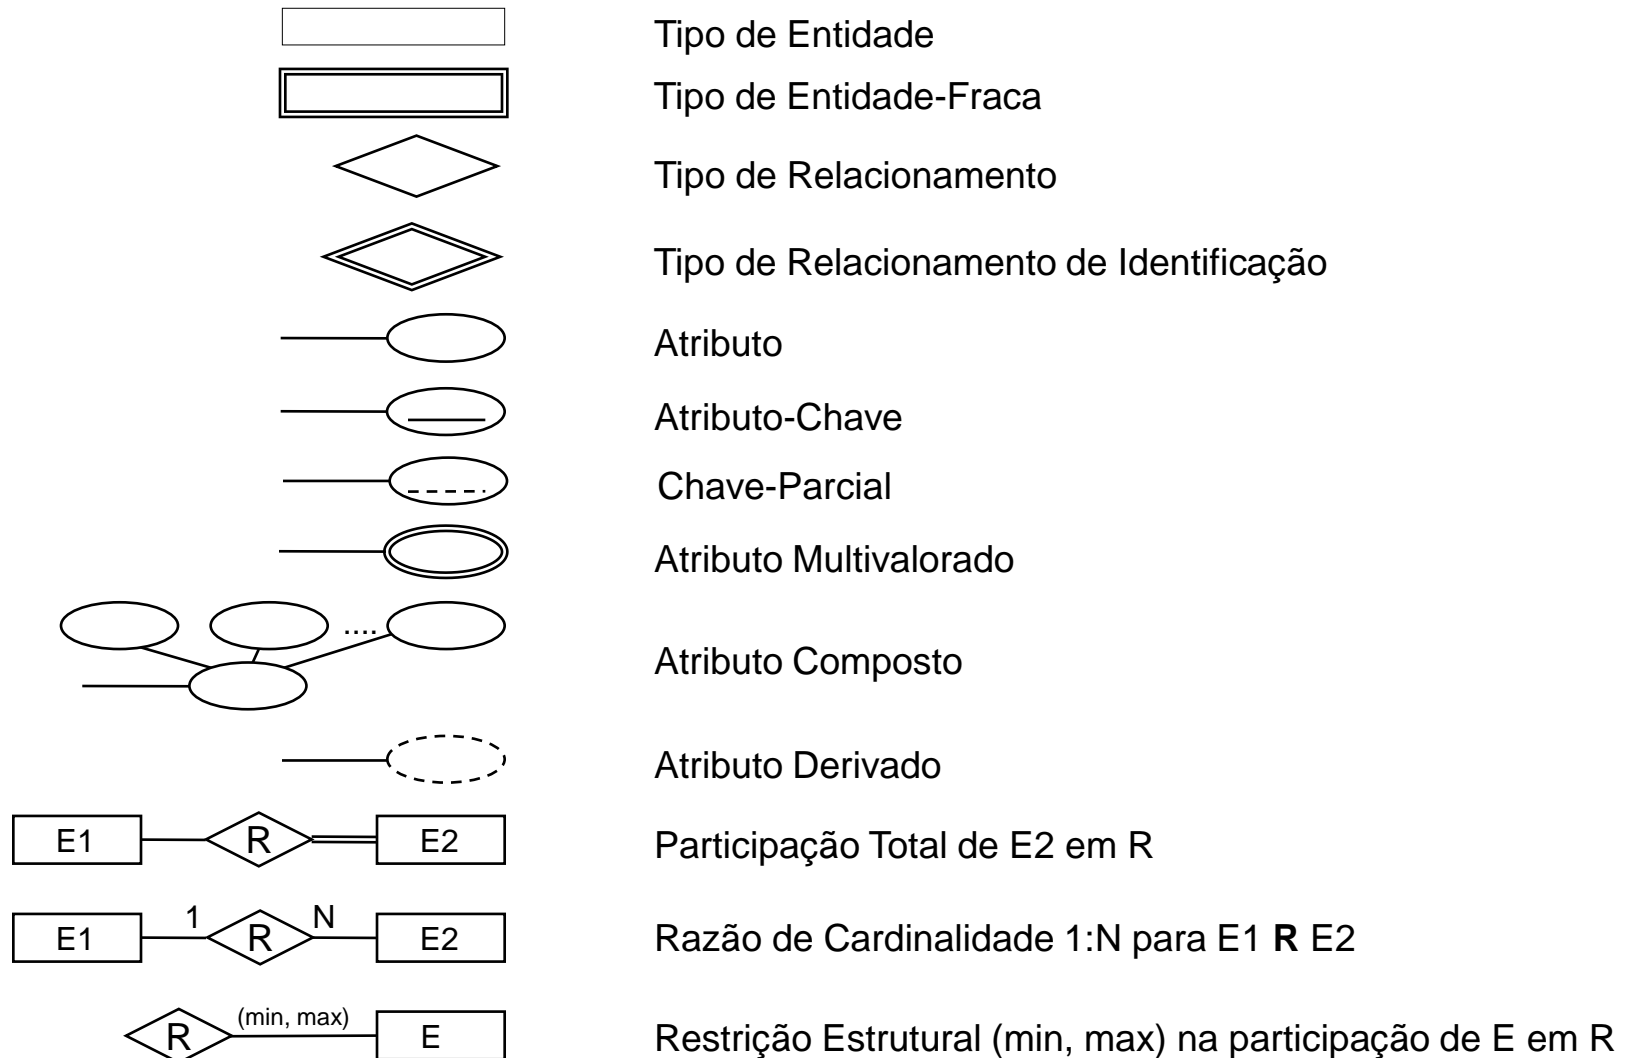 Tipo de Entidade
Tipo de Entidade-Fraca
Tipo de Relacionamento
Tipo de Relacionamento de Identificação
Atributo
Atributo-Chave
Chave-Parcial
Atributo Multivalorado
....
Atributo Composto
Atributo Derivado
E1 R E2 Participação Total de E2 em R
E1 1 R N E2 Razão de Cardinalidade 1:N para E1 R E2
R (min, max) E Restrição Estrutural (min, max) na participação de E em R